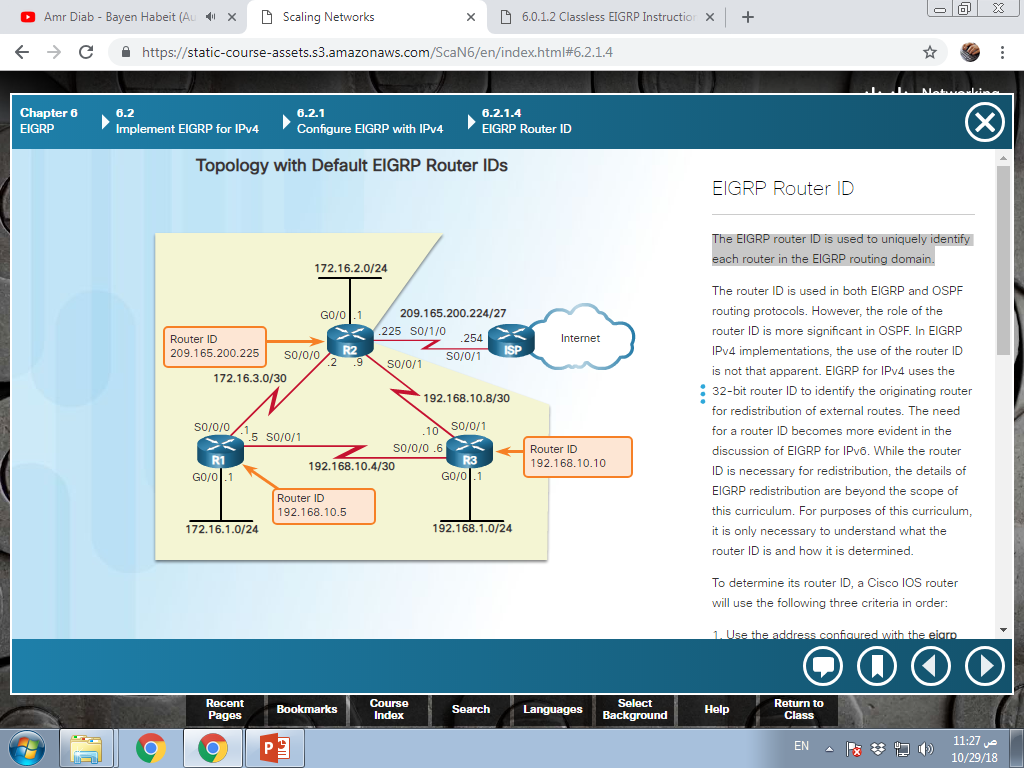 Amr Diab - Bayen Habeit (Au
Scaling Networks
6.0.1.2 Classless EIGRP Instruction
https://static-course-assets.s3.amazonaws.com/ScaN6/en/index.html#6.2.1.4
Networking
Chapter 6
EIGRP
6.2
Implement EIGRP for IPv4
6.2.1
Configure EIGRP with IPv4
6.2.1.4
EIGRP Router ID
Topology with Default EIGRP Router IDs
172.16.2.0/24
G0/0 .1
209.165.200.224/27
.225 S0/1/0
.254
Internet
Router ID
209.165.200.225
R2
ISP
S0/0/0
.2 .9
S0/0/1
S0/0/1
172.16.3.0/30
192.168.10.8/30
S0/0/0
.1
.5 S0/0/1
.10
S0/0/1
S0/0/0 .6
R1
R3
Router ID
192.168.10.10
192.168.10.4/30
G0/0 .1
G0/0 .1
Router ID
192.168.10.5
172.16.1.0/24
192.168.1.0/24
EIGRP Router ID
The EIGRP router ID is used to uniquely identify
each router in the EIGRP routing domain.
The router ID is used in both EIGRP and OSPF
routing protocols. However, the role of the
router ID is more significant in OSPF. In EIGRP
IPv4 implementations, the use of the router ID
is not that apparent. EIGRP for IPv4 uses the
32-bit router ID to identify the originating router
for redistribution of external routes. The need
for a router ID becomes more evident in the
discussion of EIGRP for IPv6. While the router
ID is necessary for redistribution, the details of
EIGRP redistribution are beyond the scope of
this curriculum. For purposes of this curriculum,
it is only necessary to understand what the
router ID is and how it is determined.
To determine its router ID, a Cisco IOS router
will use the following three criteria in order:
1. Use the address configured with the eigrp
Recent
Pages
Bookmarks
Course
Index
Search
Languages
Select
Background
Help
Return to
Class
EN
11:27 ص
10/29/18